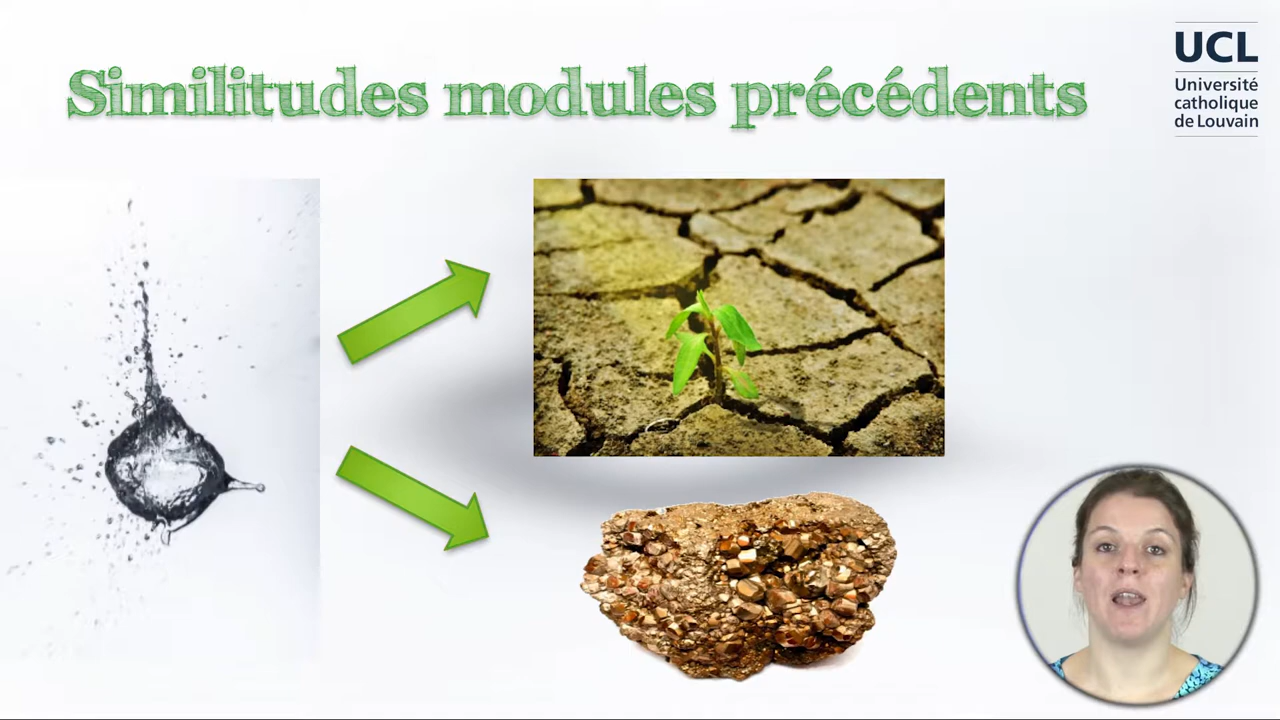 Similitudes modules précédents
UCL
Université
catholique
de Louvain